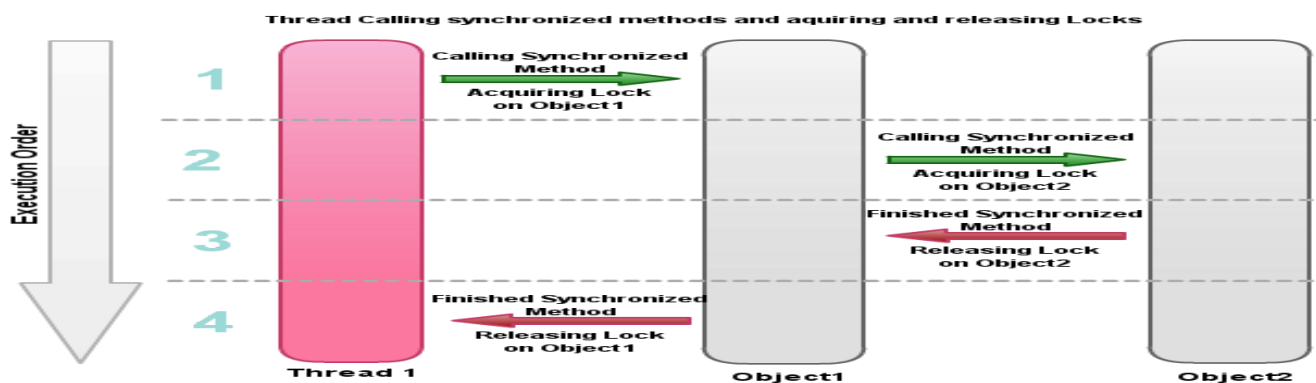 Thread Calling synchronized methods and aquiring and releasing Locks
Execution Order
1
Calling Synchronized
Method
Acquiring Lock
on Object1
2
Calling Synchronized
Method
Acquiring Lock
on Object2
3
Finished Synchronized
Method
Releasing Lock
on Object2
4
Finished Synchronized
Method
Releasing Lock
on Object1
Thread 1
Object1
Object2